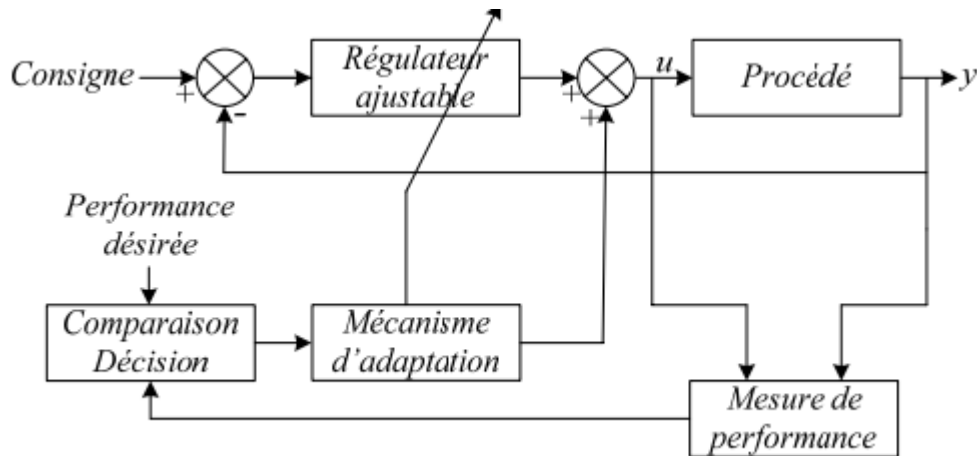 Consigne
+
-
Régulateur
ajustable
+
+
u
Procédé
y
Performance
désirée
Comparaison
Décision
Mécanisme
d'adaptation
Mesure de
performance